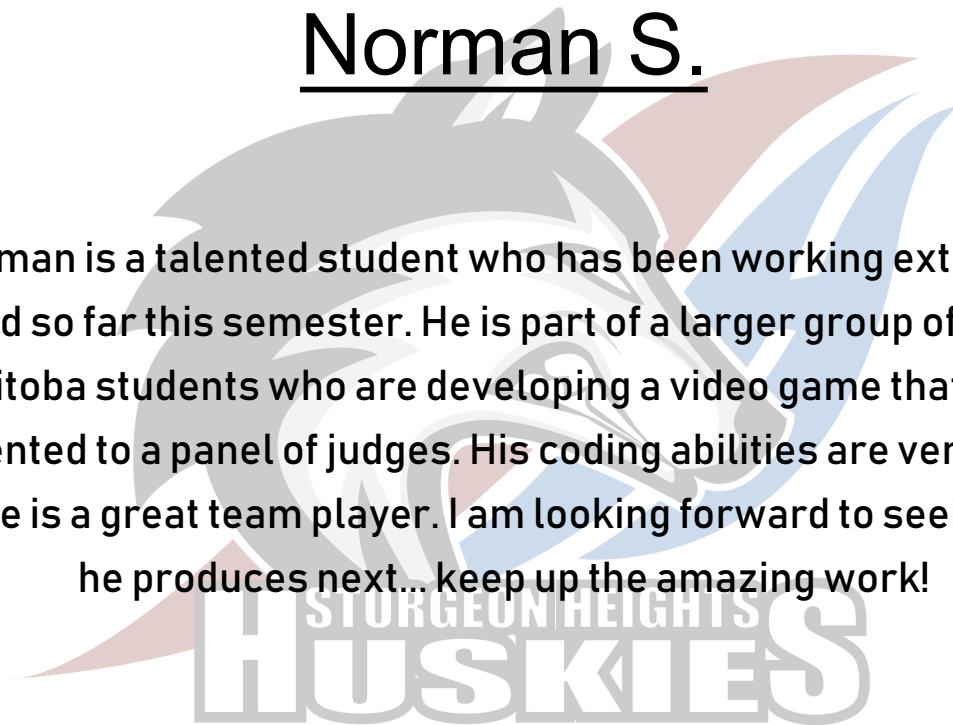 Norman S.
man is a talented student who has been working ext
d so far this semester. He is part of a larger group of
itoba students who are developing a video game that
ented to a panel of judges. His coding abilities are ver
e is a great team player. I am looking forward to see
he produces next... keep up the amazing work!
STURGEON HEIGHTS
HUSKIES